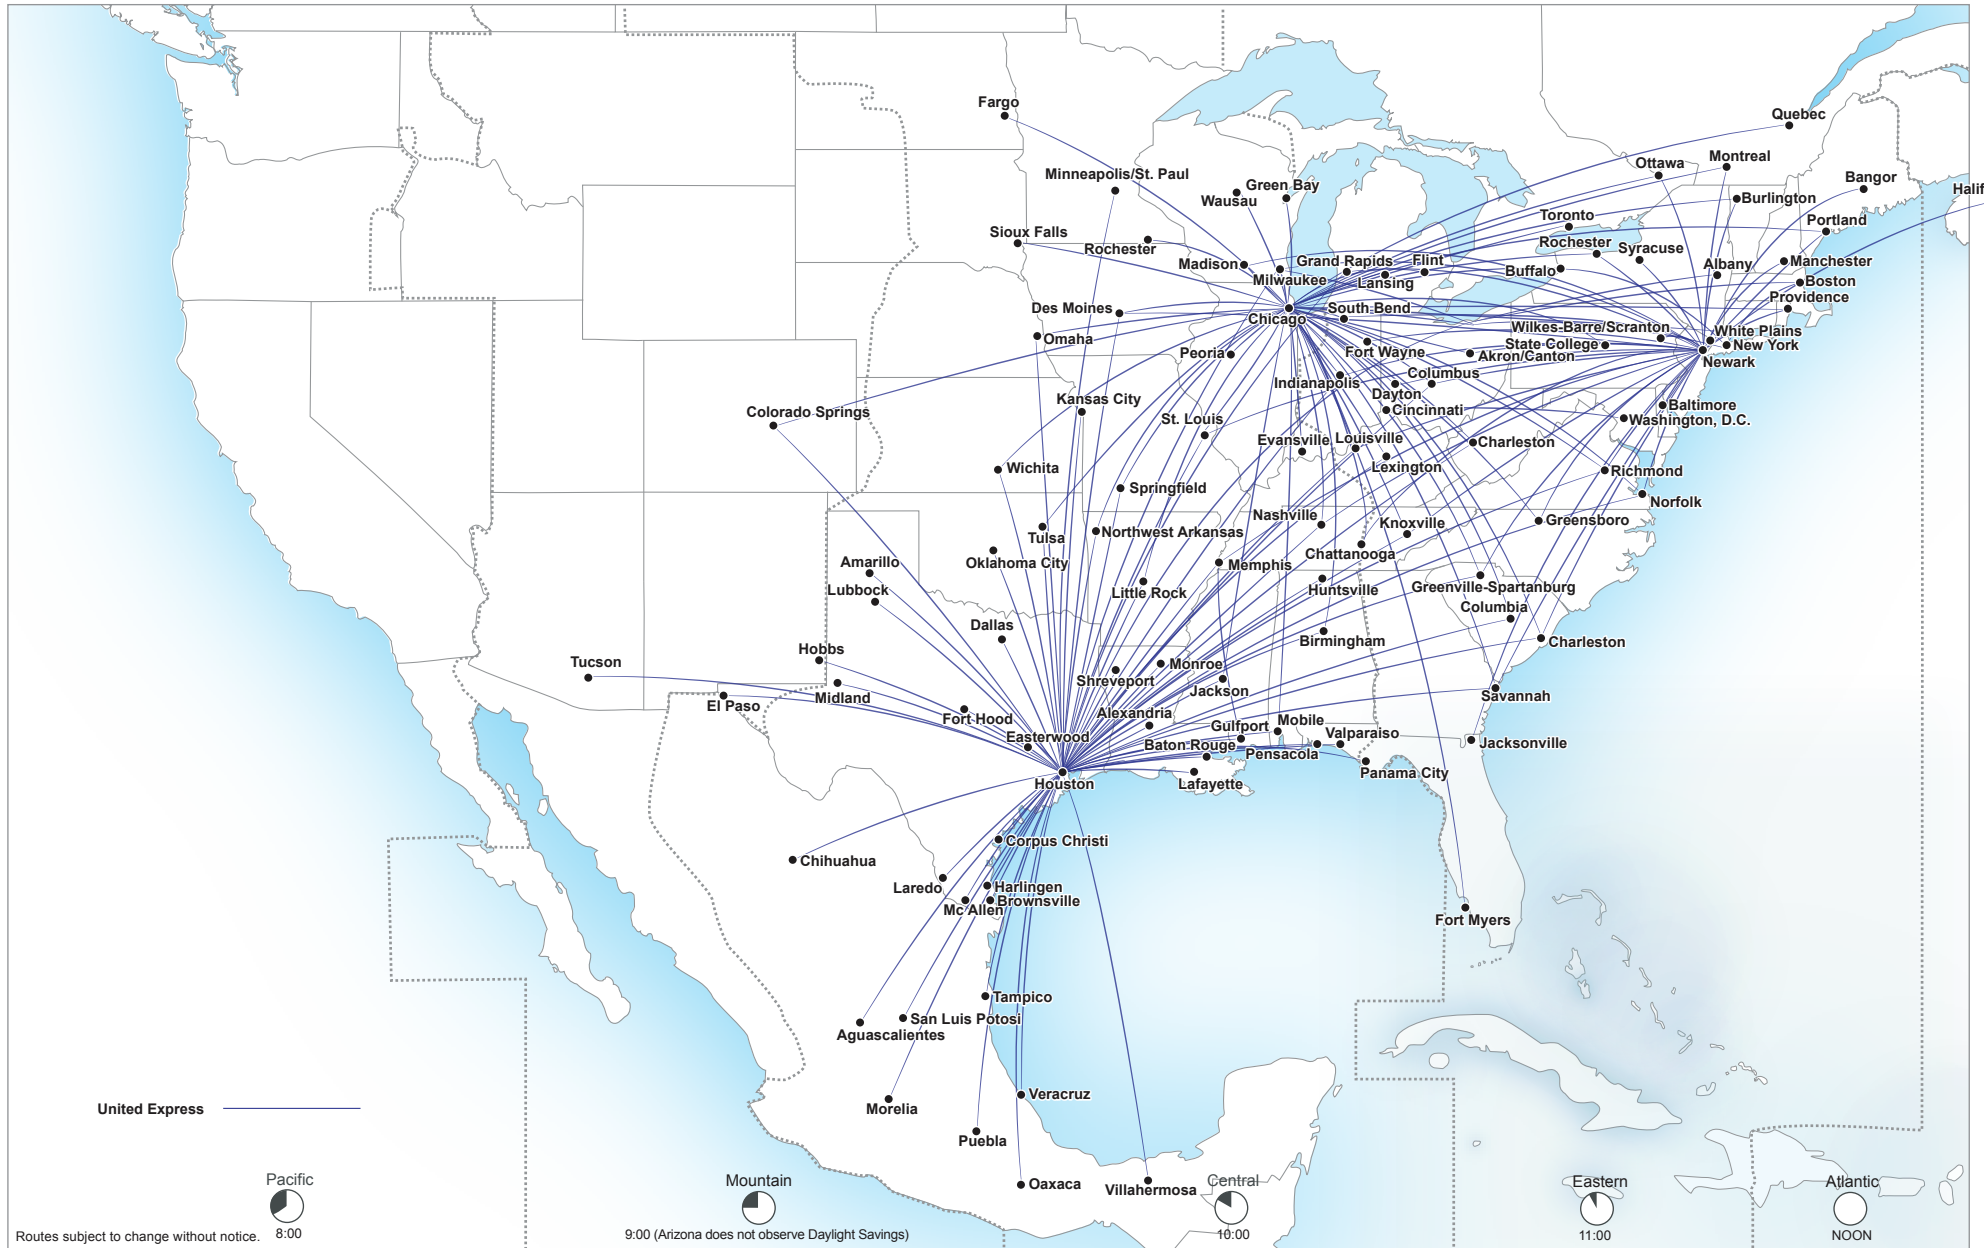 Fargo
Quebec
Minneapolis/St. Paul
Ottawa
Montreal
Green Bay
Wausau
Bangor
Halif
Burlington
Sioux Falls
Rochester
Toronto
Portland
Rochester
Syracuse
Madison
Grand Rapids
Flint
Buffalo
Albany
Manchester
Milwaukee
Lansing
Boston
Providence
Des Moines
South Bend
Chicago
Wilkes-Barre/Scranton
White Plains
Omaha
State College
New York
Peoria
Fort Wayne
Akron/Canton
Newark
Indianapolis
Columbus
Dayton
Kansas City
Colorado Springs
Cincinnati
Baltimore
St. Louis
Washington, D.C.
Evansville
Louisville
Charleston
Wichita
Lexington
Richmond
Springfield
Norfolk
Nashville
Knoxville
Greensboro
Tulsa
Northwest Arkansas
Chattanooga
Oklahoma City
Amarillo
Memphis
Lubbock
Little Rock
Huntsville
Greenville-Spartanburg
Columbia
Dallas
Birmingham
Charleston
Hobbs
Tucson
Monroe
Shreveport
Midland
Jackson
Savannah
El Paso
Fort Hood
Alexandria
Gulfport
Mobile
Easterwood
Valparaiso
Baton Rouge
Pensacola
Jacksonville
Panama City
Houston
Lafayette
Corpus Christi
Chihuahua
Laredo
Harlingen
Mc Allen
Brownsville
Fort Myers
Tampico
San Luis Potosi
Aguascalientes
Veracruz
United Express
Morelia
Puebla
Oaxaca
Villahermosa
Pacific
Mountain
Central
Eastern
Atlantic
Routes subject to change without notice.
8:00
9:00 (Arizona does not observe Daylight Savings)
10:00
11:00
NOON